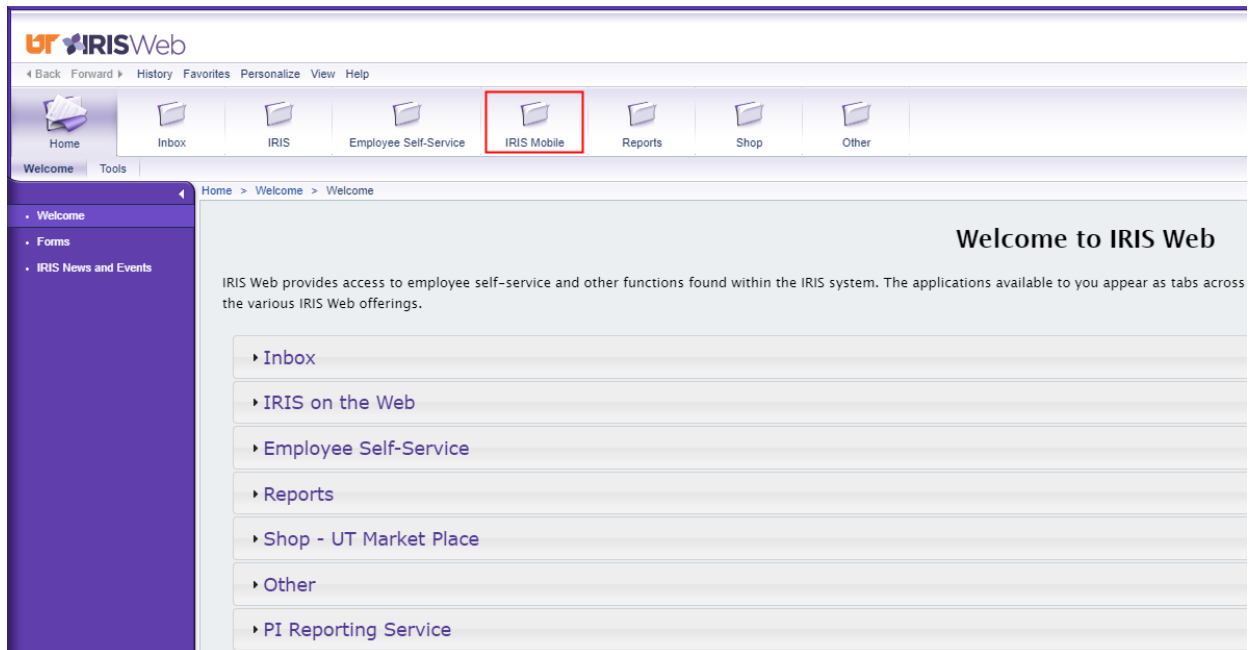 UT IRISWeb
Back Forward History Favorites Personalize View Help
Home Inbox IRIS Employee Self-Service IRIS Mobile Reports Shop Other
Welcome Tools
Home > Welcome > Welcome
• Welcome
• Forms
• IRIS News and Events
Welcome to IRIS Web
IRIS Web provides access to employee self-service and other functions found within the IRIS system. The applications available to you appear as tabs across
the various IRIS Web offerings.
Inbox
IRIS on the Web
Employee Self-Service
Reports
Shop - UT Market Place
Other
PI Reporting Service